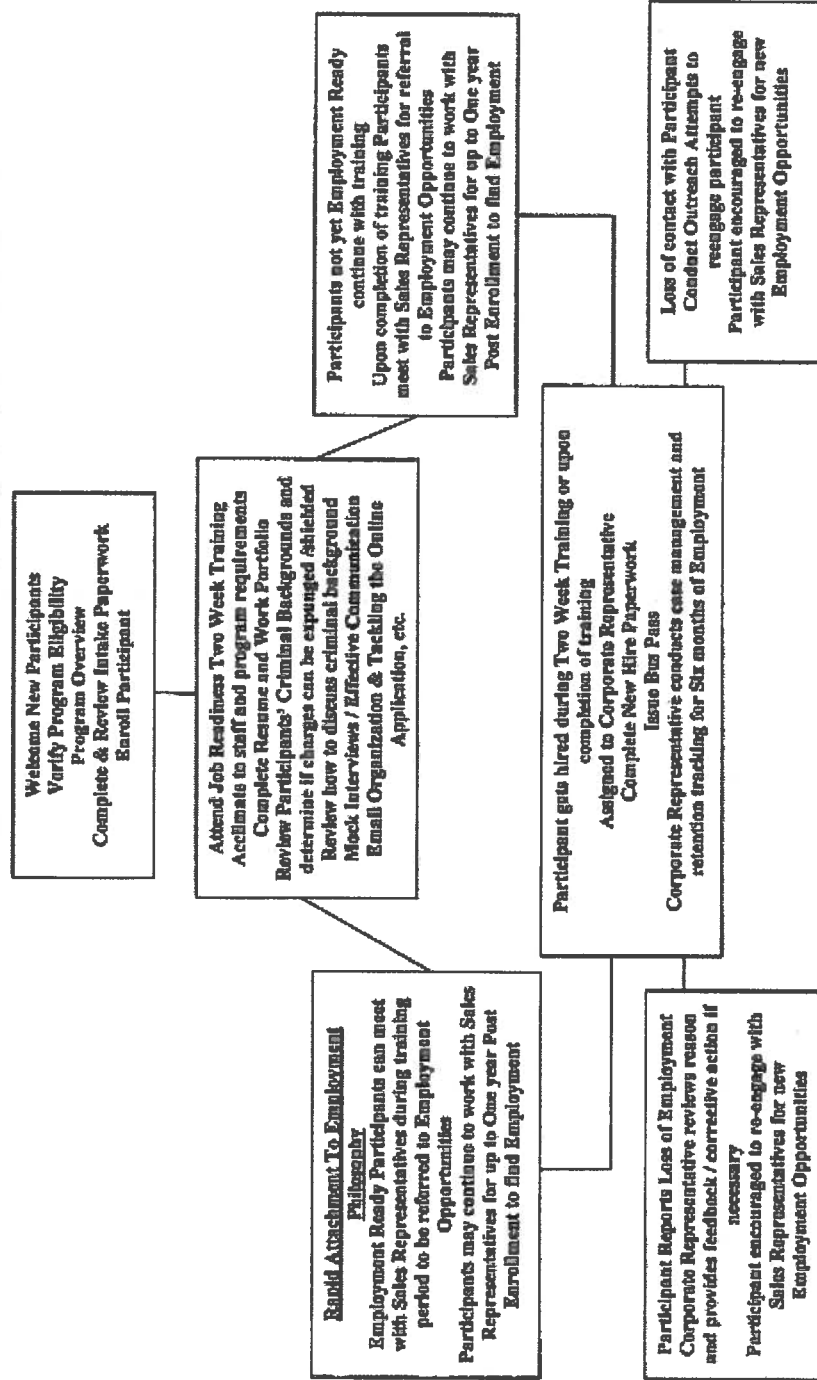 Welcome New Participants
Verify Program Eligibility
Program Overview
Complete & Review Intake Paperwork
Enroll Participant
Attend Job Readiness Two Week Training
Acclimate to staff and program requirements
Complete Resume and Work Portfolio
Review Participants' Criminal Backgrounds and
determine if charges can be expunged /shielded
Review how to discuss criminal background
Mock Interviews / Effective Communication
Email Organization & Tackling the Online
Application, etc.
Rapid Attachment To Employment
Philosophy
Employment Ready Participants can meet
with Sales Representatives during training
period to be referred to Employment
Opportunities
Participants may continue to work with Sales
Representatives for up to One year Post
Enrollment to find Employment
Participants not yet Employment Ready
continue with training
Upon completion of training Participants
meet with Sales Representatives for referral
to Employment Opportunities
Participants may continue to work with
Sales Representatives for up to One year
Post Enrollment to find Employment
Participant gets hired during Two Week Training or upon
completion of training
Assigned to Corporate Representative
Complete New Hire Paperwork
Issue Bus Pass
Corporate Representative conducts case management and
retention tracking for Six months of Employment
Participant Reports Loss of Employment
Corporate Representative reviews reason
and provides feedback / corrective action if
necessary
Participant encouraged to re-engage with
Sales Representatives for new
Employment Opportunities
Loss of contact with Participant
Conduct Outreach Attempts to
reengage participant
Participant encouraged to re-engage
with Sales Representatives for new
Employment Opportunities